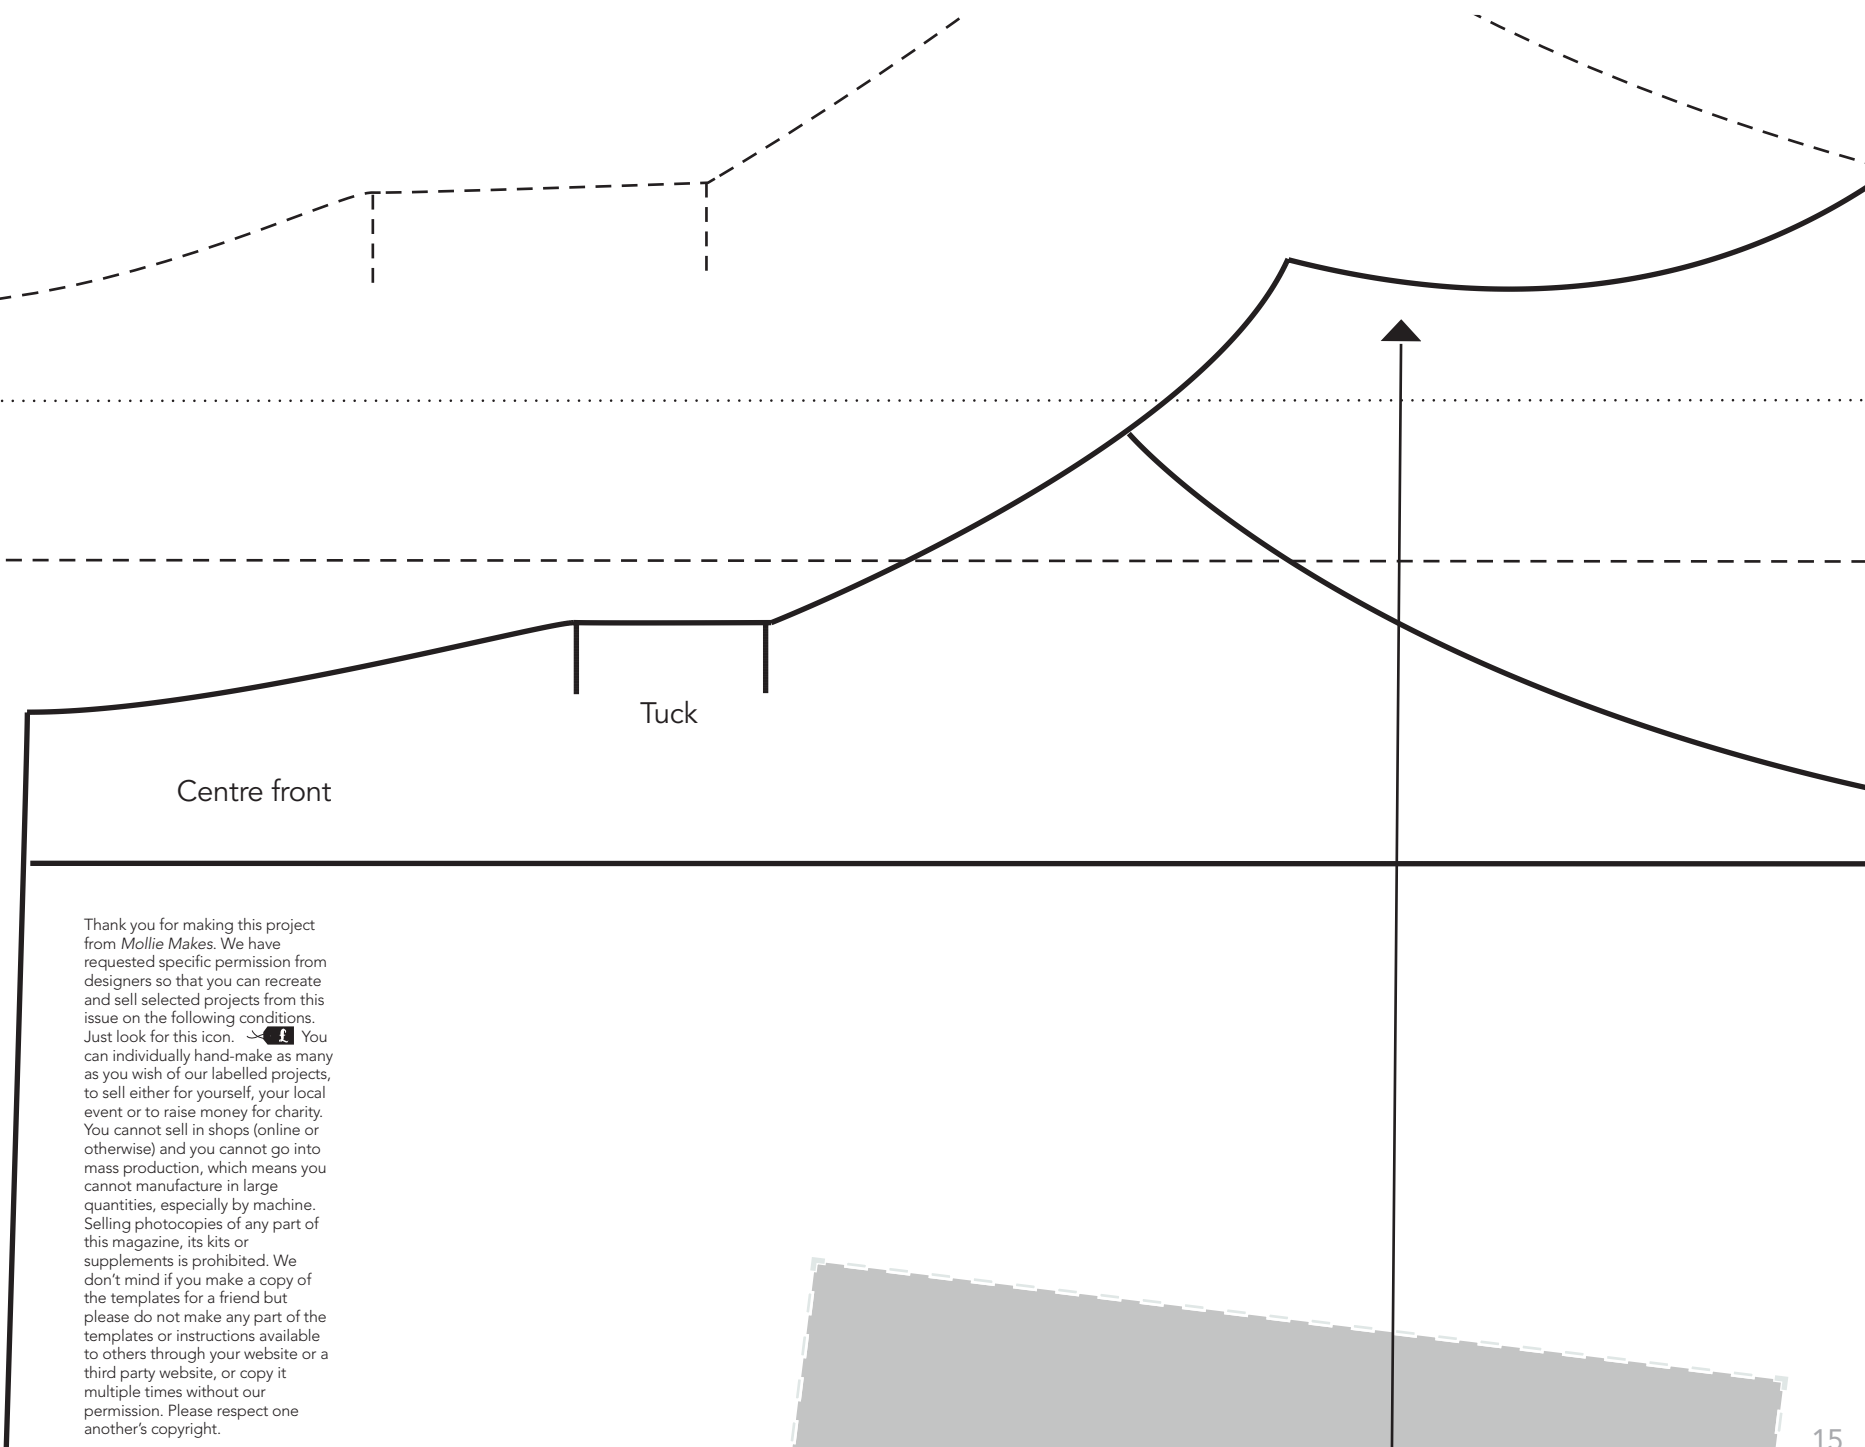 Tuck
Centre front
Thank you for making this project
from Mollie Makes. We have
requested specific permission from
designers so that you can recreate
and sell selected projects from this
issue on the following conditions.
Just look for this icon. £ You
can individually hand-make as many
as you wish of our labelled projects,
to sell either for yourself, your local
event or to raise money for charity.
You cannot sell in shops (online or
otherwise) and you cannot go into
mass production, which means you
cannot manufacture in large
quantities, especially by machine.
Selling photocopies of any part of
this magazine, its kits or
supplements is prohibited. We
don’t mind if you make a copy of
the templates for a friend but
please do not make any part of the
templates or instructions available
to others through your website or a
third party website, or copy it
multiple times without our
permission. Please respect one
another’s copyright.
15